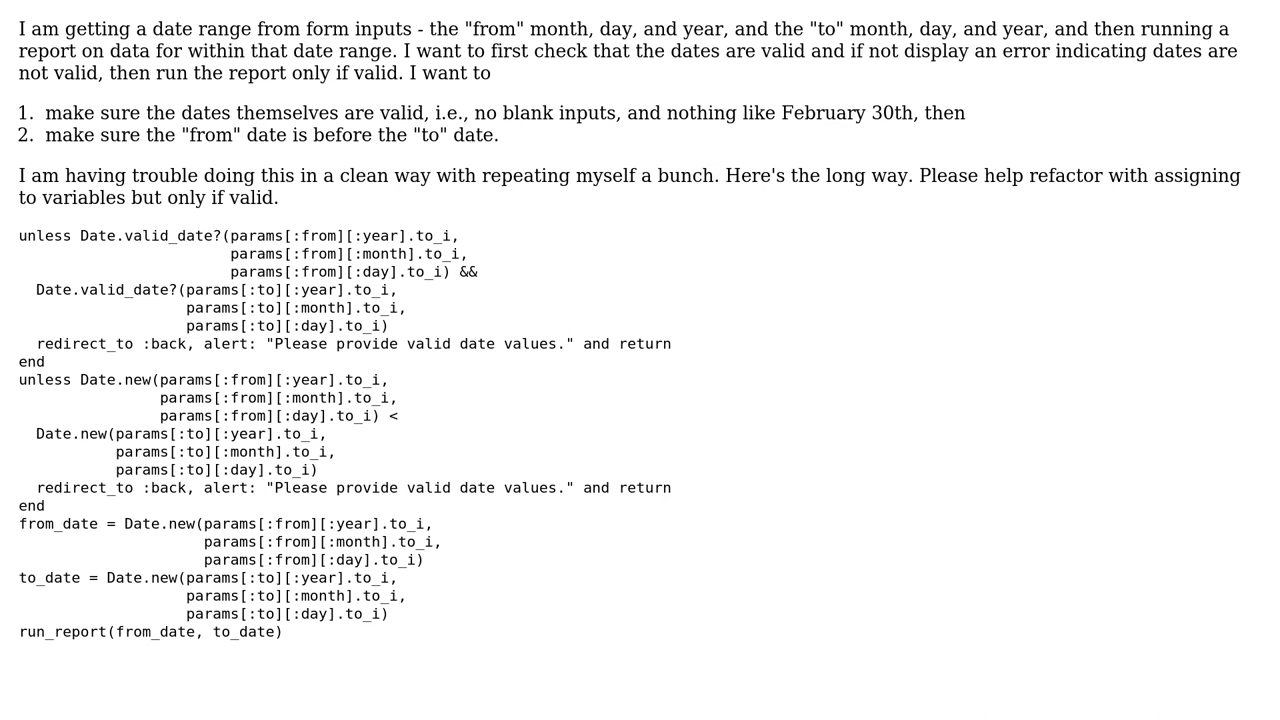 I am getting a date range from form inputs - the "from" month, day, and year, and the "to" month, day, and year, and then running a
report on data for within that date range. I want to first check that the dates are valid and if not display an error indicating dates are
not valid, then run the report only if valid. I want to
1. make sure the dates themselves are valid, i.e., no blank inputs, and nothing like February 30th, then
2. make sure the "from" date is before the "to" date.
I am having trouble doing this in a clean way with repeating myself a bunch. Here's the long way. Please help refactor with assigning
to variables but only if valid.
unless Date.valid_date?(params[:from][:year].to_i,
                        params[:from][:month].to_i,
                        params[:from][:day].to_i) &&
  Date.valid_date?(params[:to][:year].to_i,
                   params[:to][:month].to_i,
                   params[:to][:day].to_i)
  redirect_to :back, alert: "Please provide valid date values." and return
end
unless Date.new(params[:from][:year].to_i,
                params[:from][:month].to_i,
                params[:from][:day].to_i) <
  Date.new(params[:to][:year].to_i,
           params[:to][:month].to_i,
           params[:to][:day].to_i)
  redirect_to :back, alert: "Please provide valid date values." and return
end
from_date = Date.new(params[:from][:year].to_i,
                     params[:from][:month].to_i,
                     params[:from][:day].to_i)
to_date = Date.new(params[:to][:year].to_i,
                   params[:to][:month].to_i,
                   params[:to][:day].to_i)
run_report(from_date, to_date)